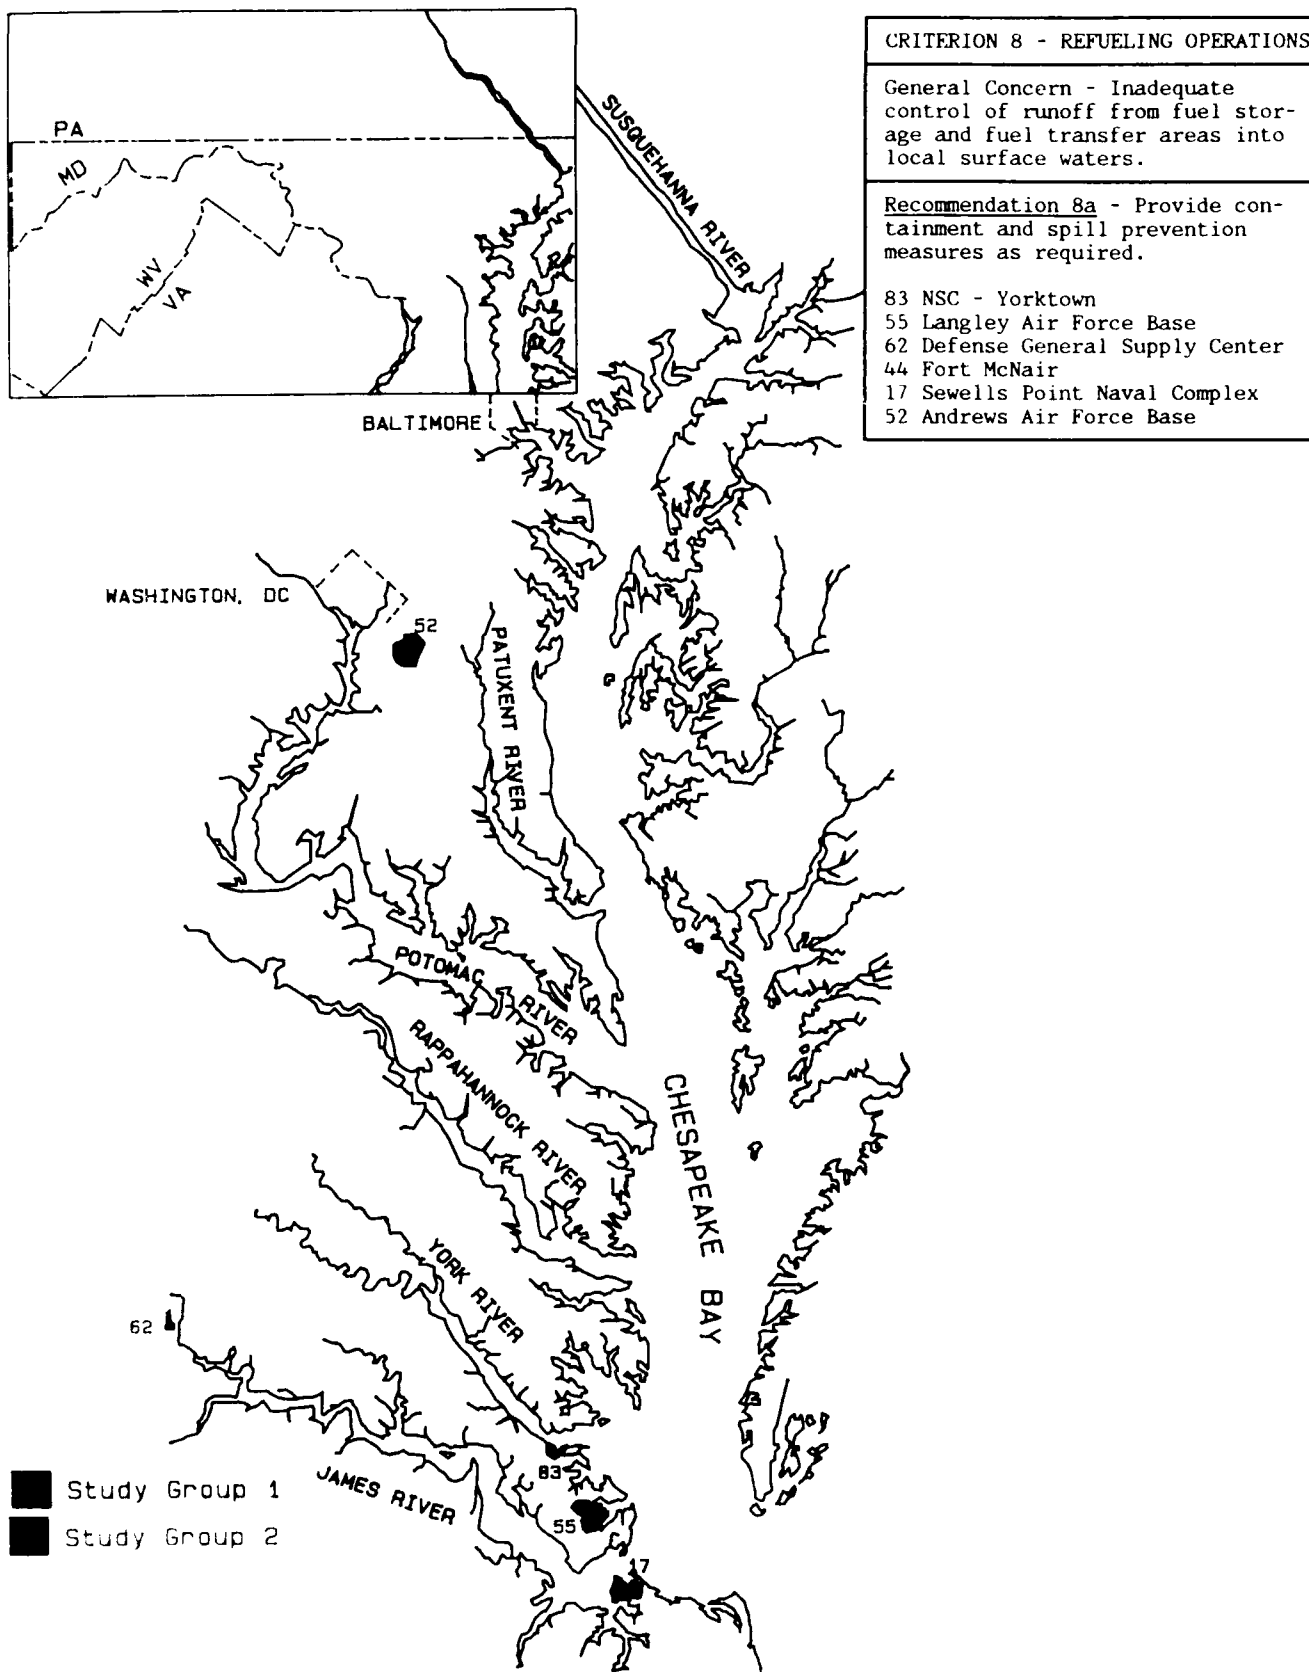 CRITERION 8 - REFUELING OPERATIONS
General Concern - Inadequate
control of runoff from fuel stor-
age and fuel transfer areas into
local surface waters.
Recommendation 8a - Provide con-
tainment and spill prevention
measures as required.
83 NSC - Yorktown
55 Langley Air Force Base
62 Defense General Supply Center
44 Fort McNair
17 Sewells Point Naval Complex
52 Andrews Air Force Base
PA
MD
WV
VA
SUSQUEHANNA RIVER
BALTIMORE
WASHINGTON, DC
52
PATUXENT RIVER
POTOMAC RIVER
RAPPAHANNOCK RIVER
CHESAPEAKE BAY
YORK RIVER
62
83
JAMES RIVER
55
17
Study Group 1
Study Group 2